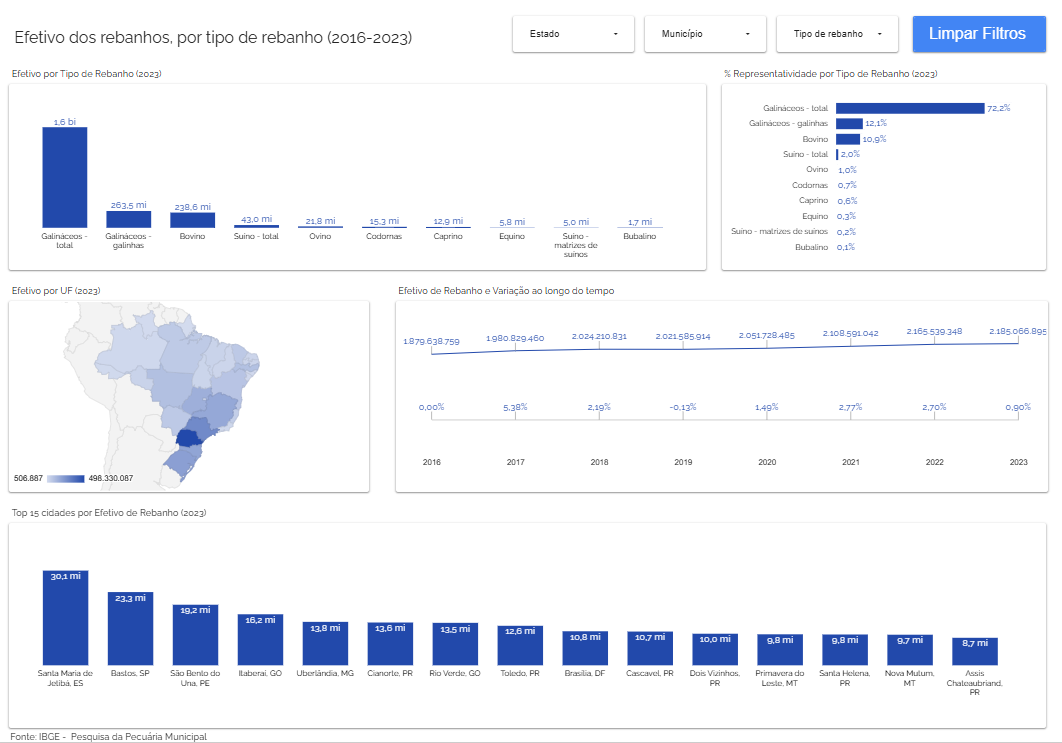 Efetivo dos rebanhos, por tipo de rebanho (2016-2023)
Estado
Município
Tipo de rebanho
Limpar Filtros
Efetivo por Tipo de Rebanho (2023)
1,6 bi
263,5 mi
238,6 mi
43,0 mi
21,8 mi
15,3 mi
12,9 mi
5,8 mi
5,0 mi
1,7 mi
Galináceos -
total
Galináceos -
galinhas
Bovino
Suíno - total
Ovino
Codornas
Caprino
Equino
Suíno -
matrizes de
suínos
Bubalino
% Representatividade por Tipo de Rebanho (2023)
Galináceos - total 72,2%
Galináceos - galinhas 12,1%
Bovino 10,9%
Suíno - total 2,0%
Ovino 1,0%
Codornas 0,7%
Caprino 0,6%
Equino 0,3%
Suíno - matrizes de suínos 0,2%
Bubalino 0,1%
Efetivo por UF (2023)
506.887 498.330.087
Efetivo de Rebanho e Variação ao longo do tempo
1.879.638.759 1.980.829.460 2.024.210.831 2.021.585.914 2.051.728.485 2.108.591.042 2.165.539.348 2.185.066.895
0,00% 5,38% 2,19% -0,13% 1,49% 2,77% 2,70% 0,90%
2016 2017 2018 2019 2020 2021 2022 2023
Top 15 cidades por Efetivo de Rebanho (2023)
30,1 mi
23,3 mi
19,2 mi
16,2 mi
13,8 mi
13,6 mi
13,5 mi
12,6 mi
10,8 mi
10,7 mi
10,0 mi
9,8 mi
9,8 mi
9,7 mi
8,7 mi
Santa Maria de
Jetibá, ES
Bastos, SP
São Bento do
Una, PE
Itaberaí, GO
Uberlândia, MG
Cianorte, PR
Rio Verde, GO
Toledo, PR
Brasília, DF
Cascavel, PR
Dois Vizinhos,
PR
Primavera do
Leste, MT
Santa Helena,
PR
Nova Mutum,
MT
Assis
Chateaubriand,
PR
Fonte: IBGE - Pesquisa da Pecuária Municipal